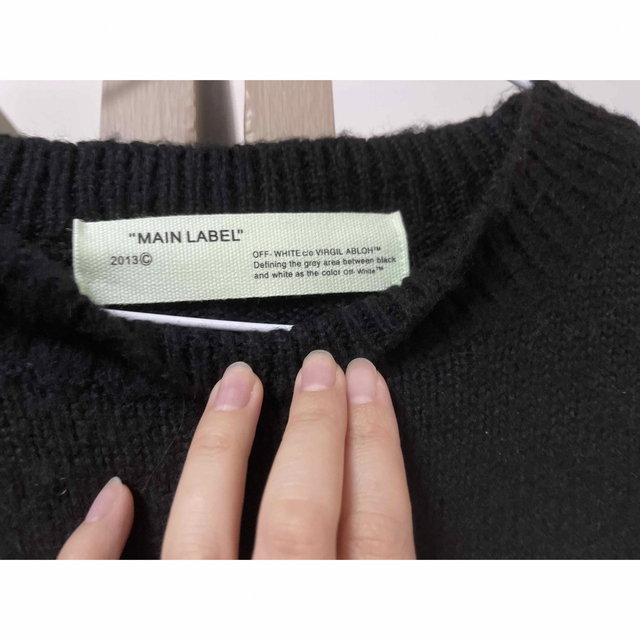 "MAIN LABEL"
2013©
OFF-WHITE c/o VIRGIL ABLOH™
Defining the grey area between black
and white as the color Off-White™